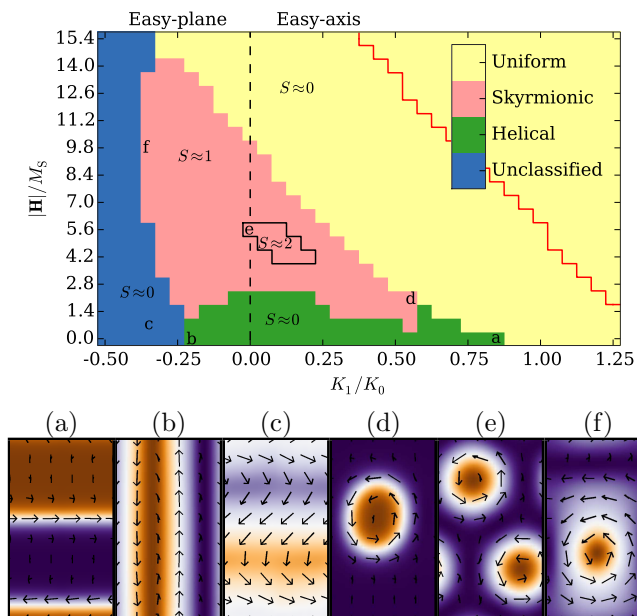 Easy-plane Easy-axis
15.4
14.0
12.6
11.2
9.8
8.4
7.0
5.6
4.2
2.8
1.4
0.0
|H|/M_S
Uniform
Skyrmionic
Helical
Unclassified
S≈0
f
S≈1
e
S≈2
S≈0
d
c
S≈0
b
a
−0.50 −0.25 0.00 0.25 0.50 0.75 1.00 1.25
K₁/K₀
(a) (b) (c) (d) (e) (f)